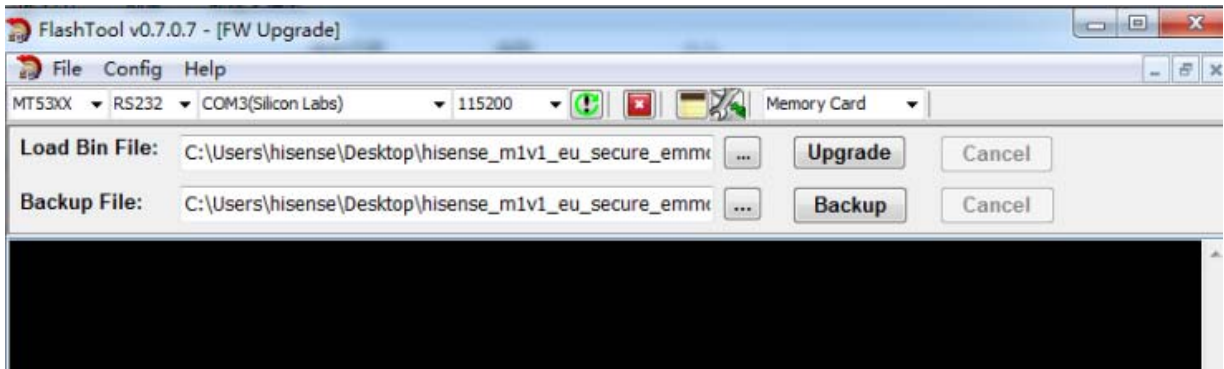 FlashTool v0.7.0.7 - [FW Upgrade]
File Config Help
MT53XX RS232 COM3(Silicon Labs) 115200 Memory Card
Load Bin File: C:\Users\hisense\Desktop\hisense_m1v1_eu_secure_emm ... Upgrade Cancel
Backup File: C:\Users\hisense\Desktop\hisense_m1v1_eu_secure_emm ... Backup Cancel